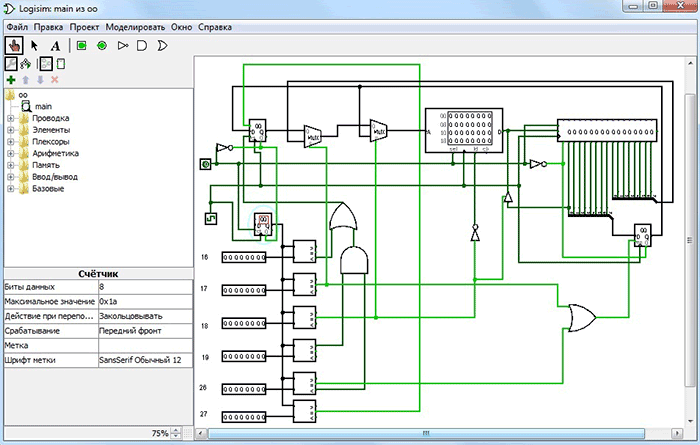 Logisim: main из oo
Файл Правка Проект Моделировать Окно Справка
A
oo
main
Проводка
Элементы
Плексоры
Арифметика
Память
Ввод/вывод
Базовые
Счётчик
Биты данных 8
Максимальное значение 0x1a
Действие при перепо... Закольцовывать
Срабатывание Передний фронт
Метка
Шрифт метки SansSerif Обычный 12
75%
16
17
18
19
26
27